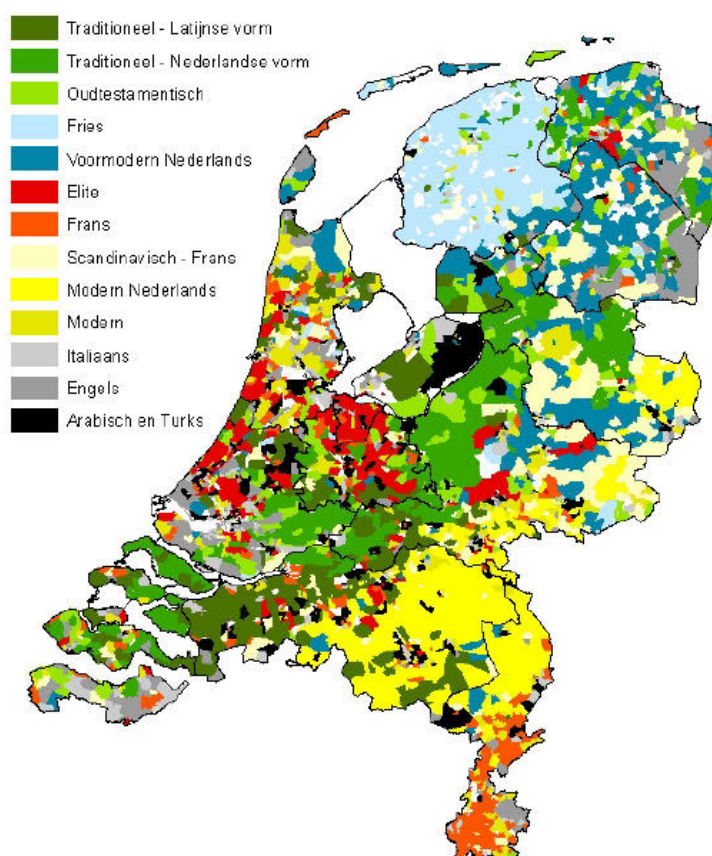 Traditioneel - Latijnse vorm
Traditioneel - Nederlandse vorm
Oudtestamentisch
Fries
Voormodern Nederlands
Elite
Frans
Scandinavisch - Frans
Modern Nederlands
Modern
Italiaans
Engels
Arabisch en Turks